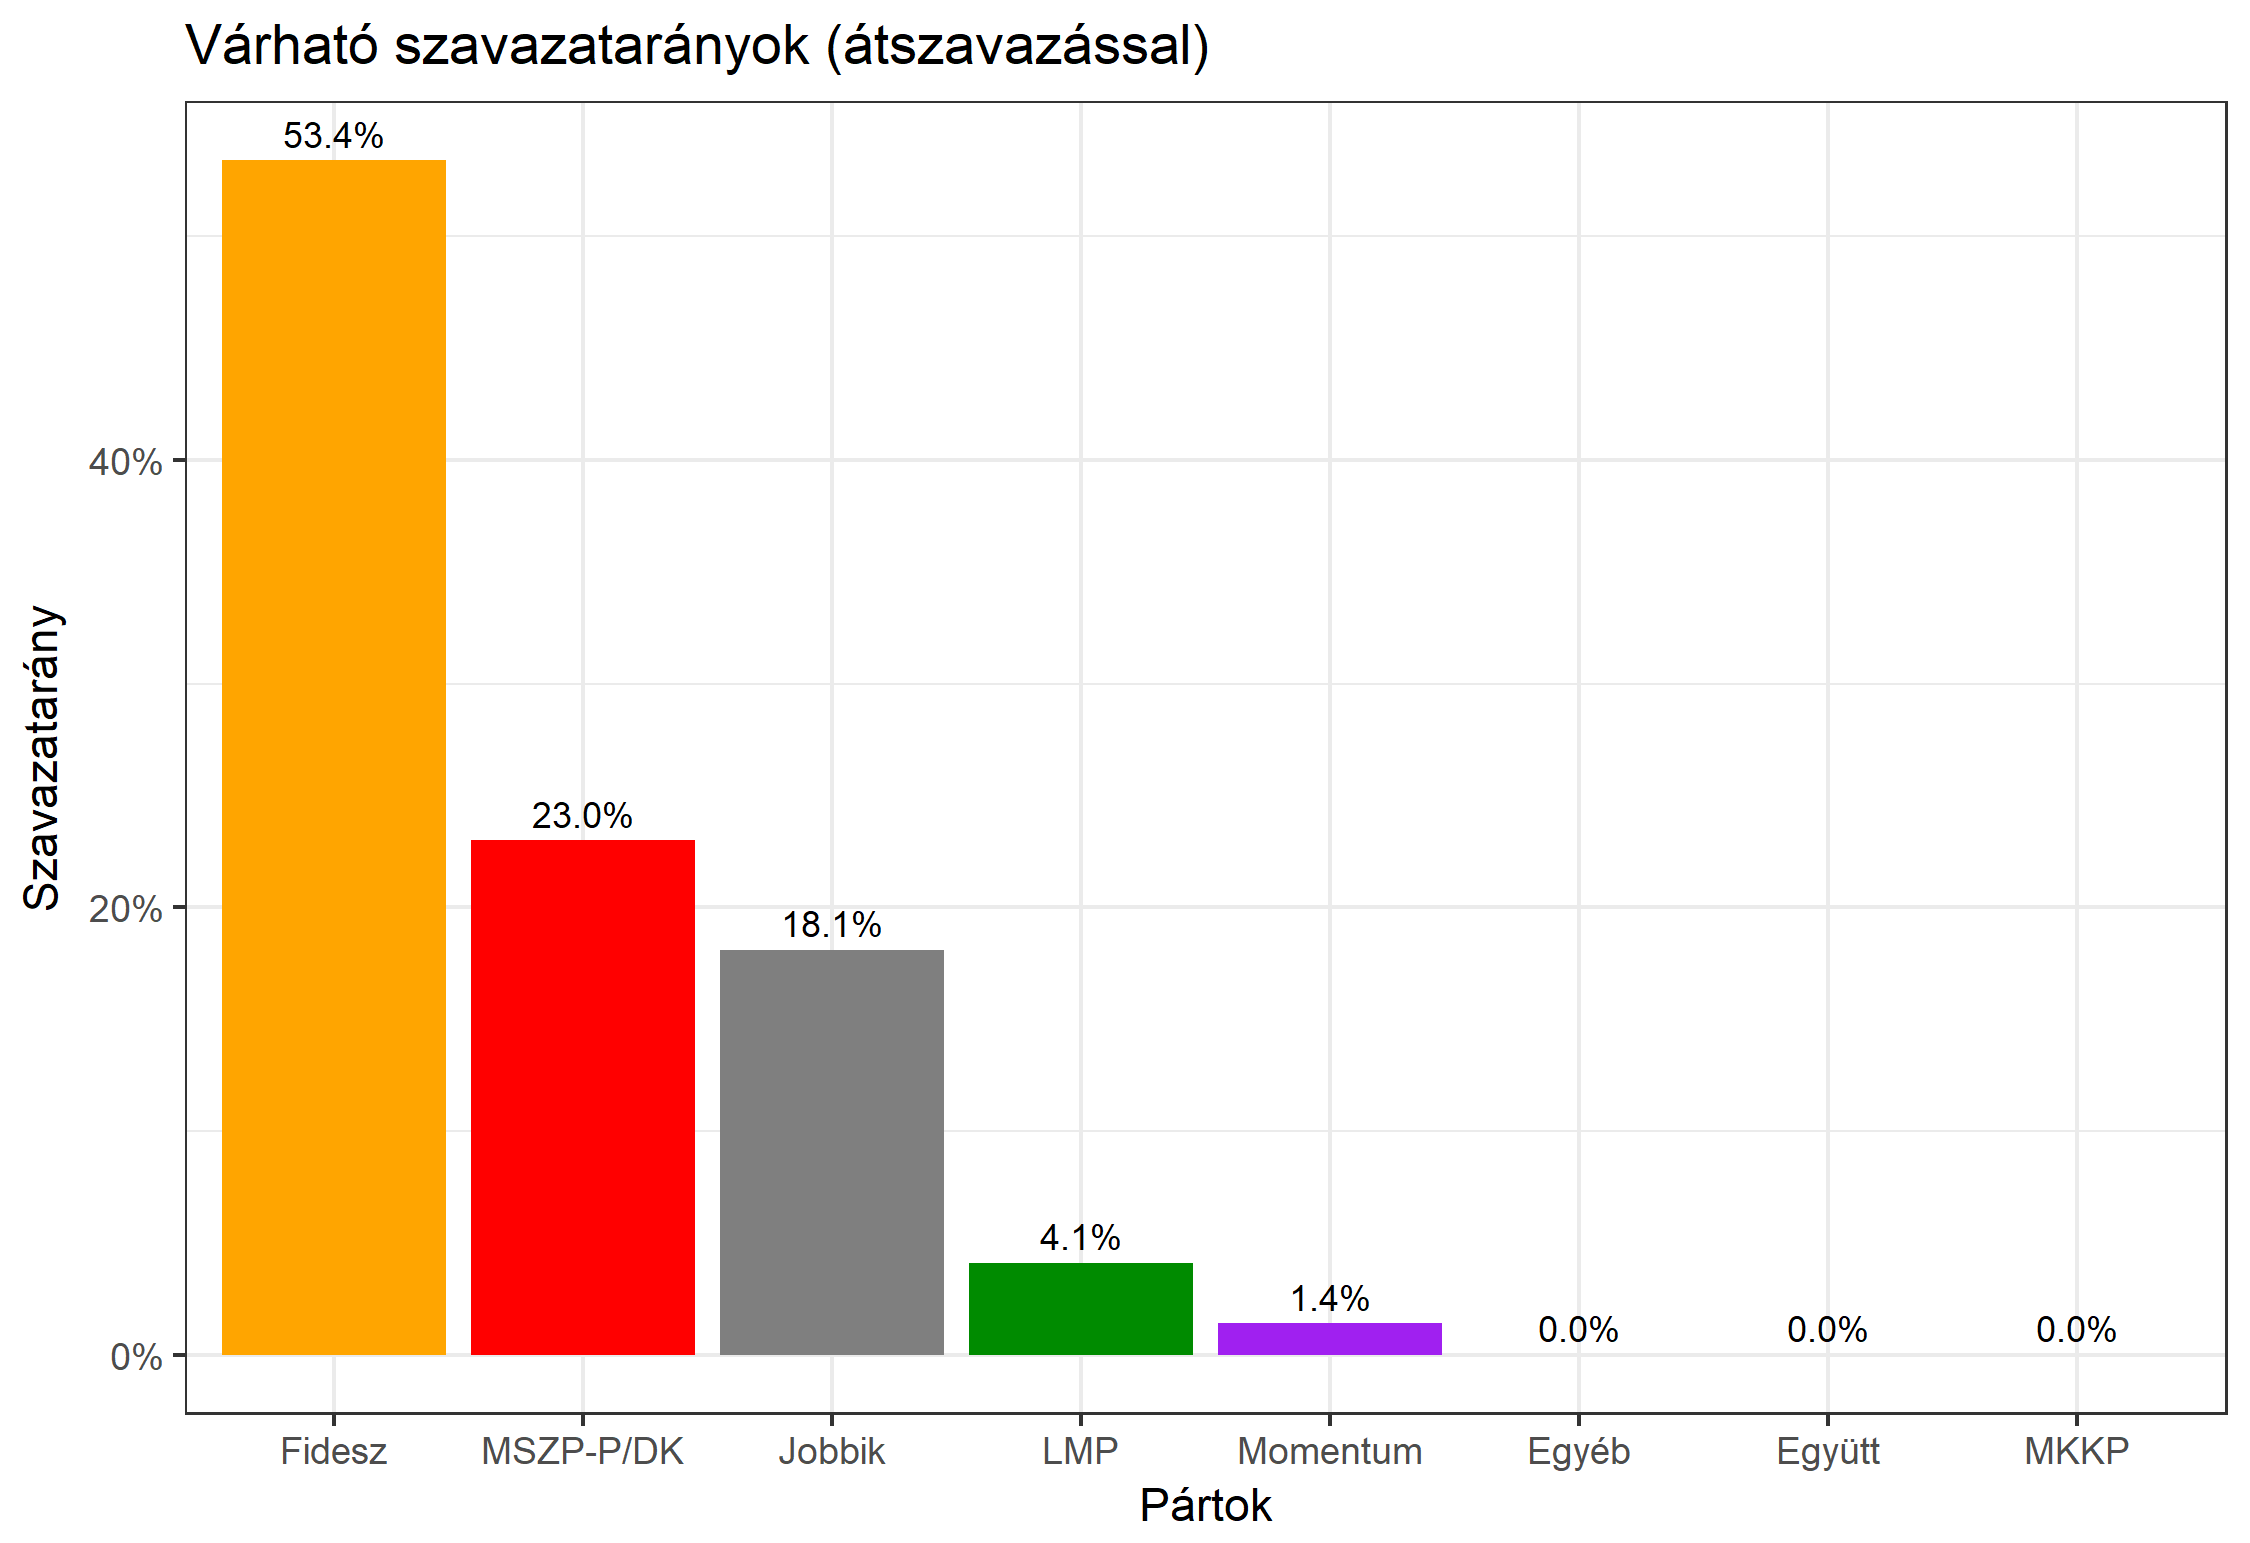 Várható szavazatarányok (átszavazással)
53.4%
40%
23.0%
20%
18.1%
4.1%
1.4%
0.0% 0.0% 0.0%
0%
Szavazatarány
Fidesz MSZP-P/DK Jobbik LMP Momentum Egyéb Együtt MKKP
Pártok